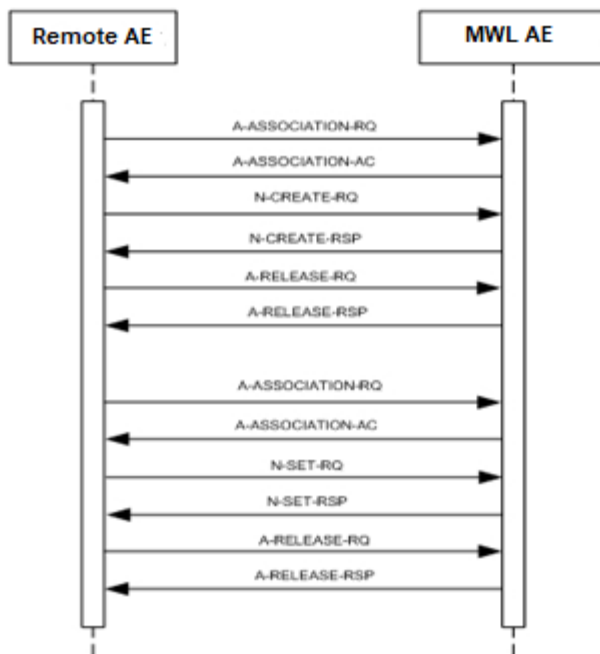 Remote AE
MWL AE
A-ASSOCIATION-RQ
A-ASSOCIATION-AC
N-CREATE-RQ
N-CREATE-RSP
A-RELEASE-RQ
A-RELEASE-RSP
A-ASSOCIATION-RQ
A-ASSOCIATION-AC
N-SET-RQ
N-SET-RSP
A-RELEASE-RQ
A-RELEASE-RSP